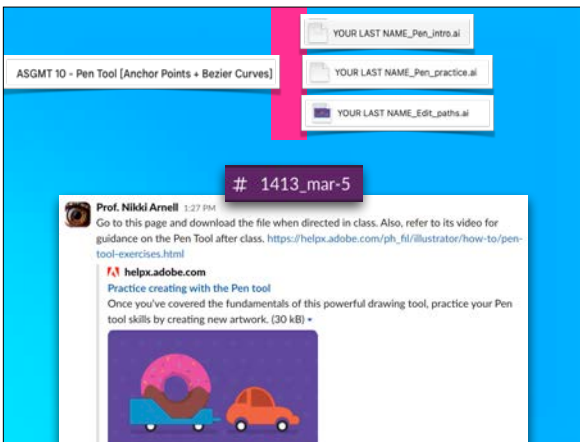 YOUR LAST NAME_Pen_intro.ai
ASGMT 10 - Pen Tool [Anchor Points + Bezier Curves]
YOUR LAST NAME_Pen_practice.ai
YOUR LAST NAME_Edit_paths.ai
# 1413_mar-5
Prof. Nikki Arnell 1:27 PM
Go to this page and download the file when directed in class. Also, refer to its video for
guidance on the Pen Tool after class. https://helpx.adobe.com/ph_fil/illustrator/how-to/pen-
tool-exercises.html
helpx.adobe.com
Practice creating with the Pen tool
Once you've covered the fundamentals of this powerful drawing tool, practice your Pen
tool skills by creating new artwork. (30 kB)